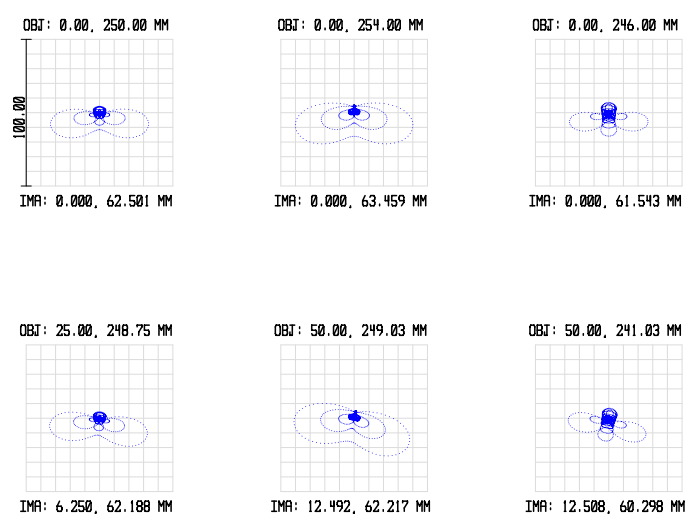 OBJ: 0.00, 250.00 MM
OBJ: 0.00, 254.00 MM
OBJ: 0.00, 246.00 MM
100.00
IMA: 0.000, 62.501 MM
IMA: 0.000, 63.459 MM
IMA: 0.000, 61.543 MM
OBJ: 25.00, 248.75 MM
OBJ: 50.00, 249.03 MM
OBJ: 50.00, 241.03 MM
IMA: 6.250, 62.188 MM
IMA: 12.492, 62.217 MM
IMA: 12.508, 60.298 MM